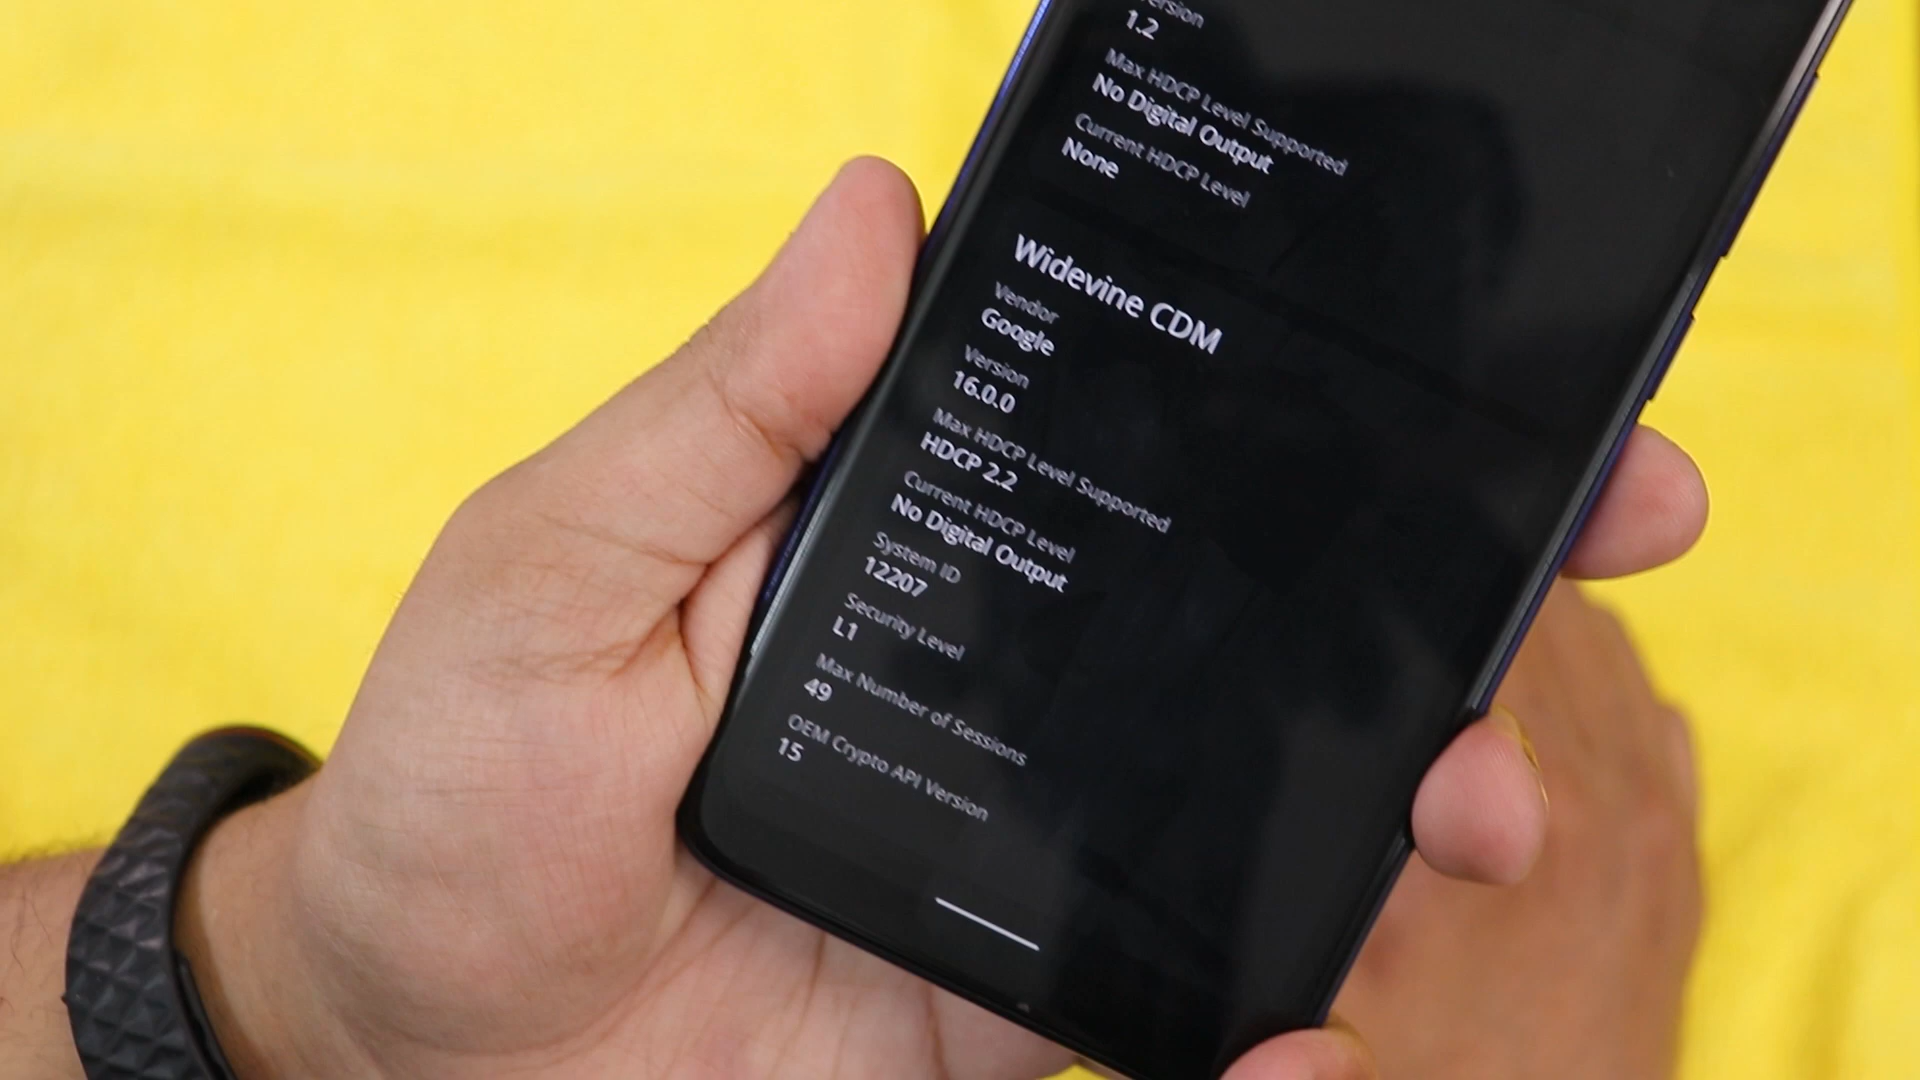 Version
1.2
Max HDCP Level Supported
No Digital Output
Current HDCP Level
None
Widevine CDM
Vendor
Google
Version
16.0.0
Max HDCP Level Supported
HDCP 2.2
Current HDCP Level
No Digital Output
System ID
12207
Security Level
L1
Max Number of Sessions
49
OEM Crypto API Version
15